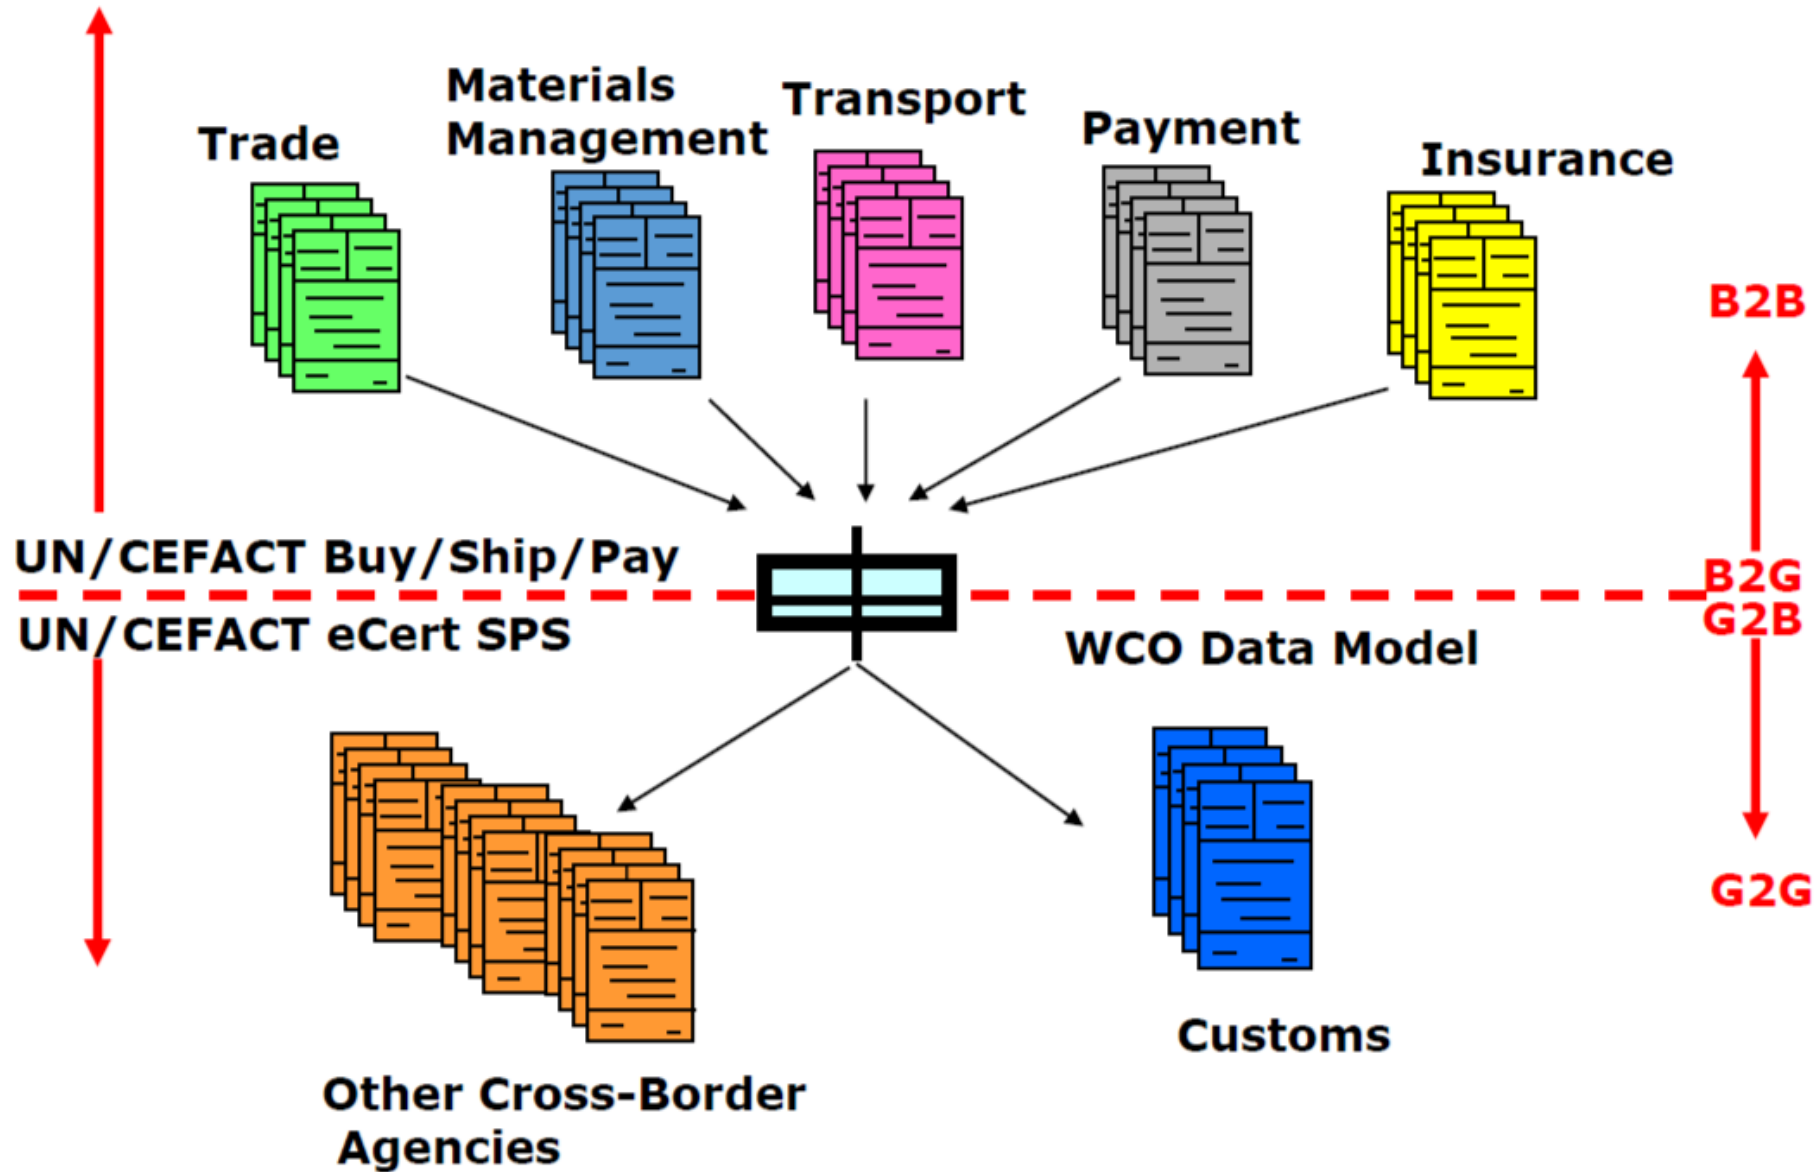 Materials
Management
Transport
Trade
Payment
Insurance
B2B
UN/CEFACT Buy/Ship/Pay
B2G
UN/CEFACT eCert SPS
G2B
WCO Data Model
G2G
Customs
Other Cross-Border
Agencies